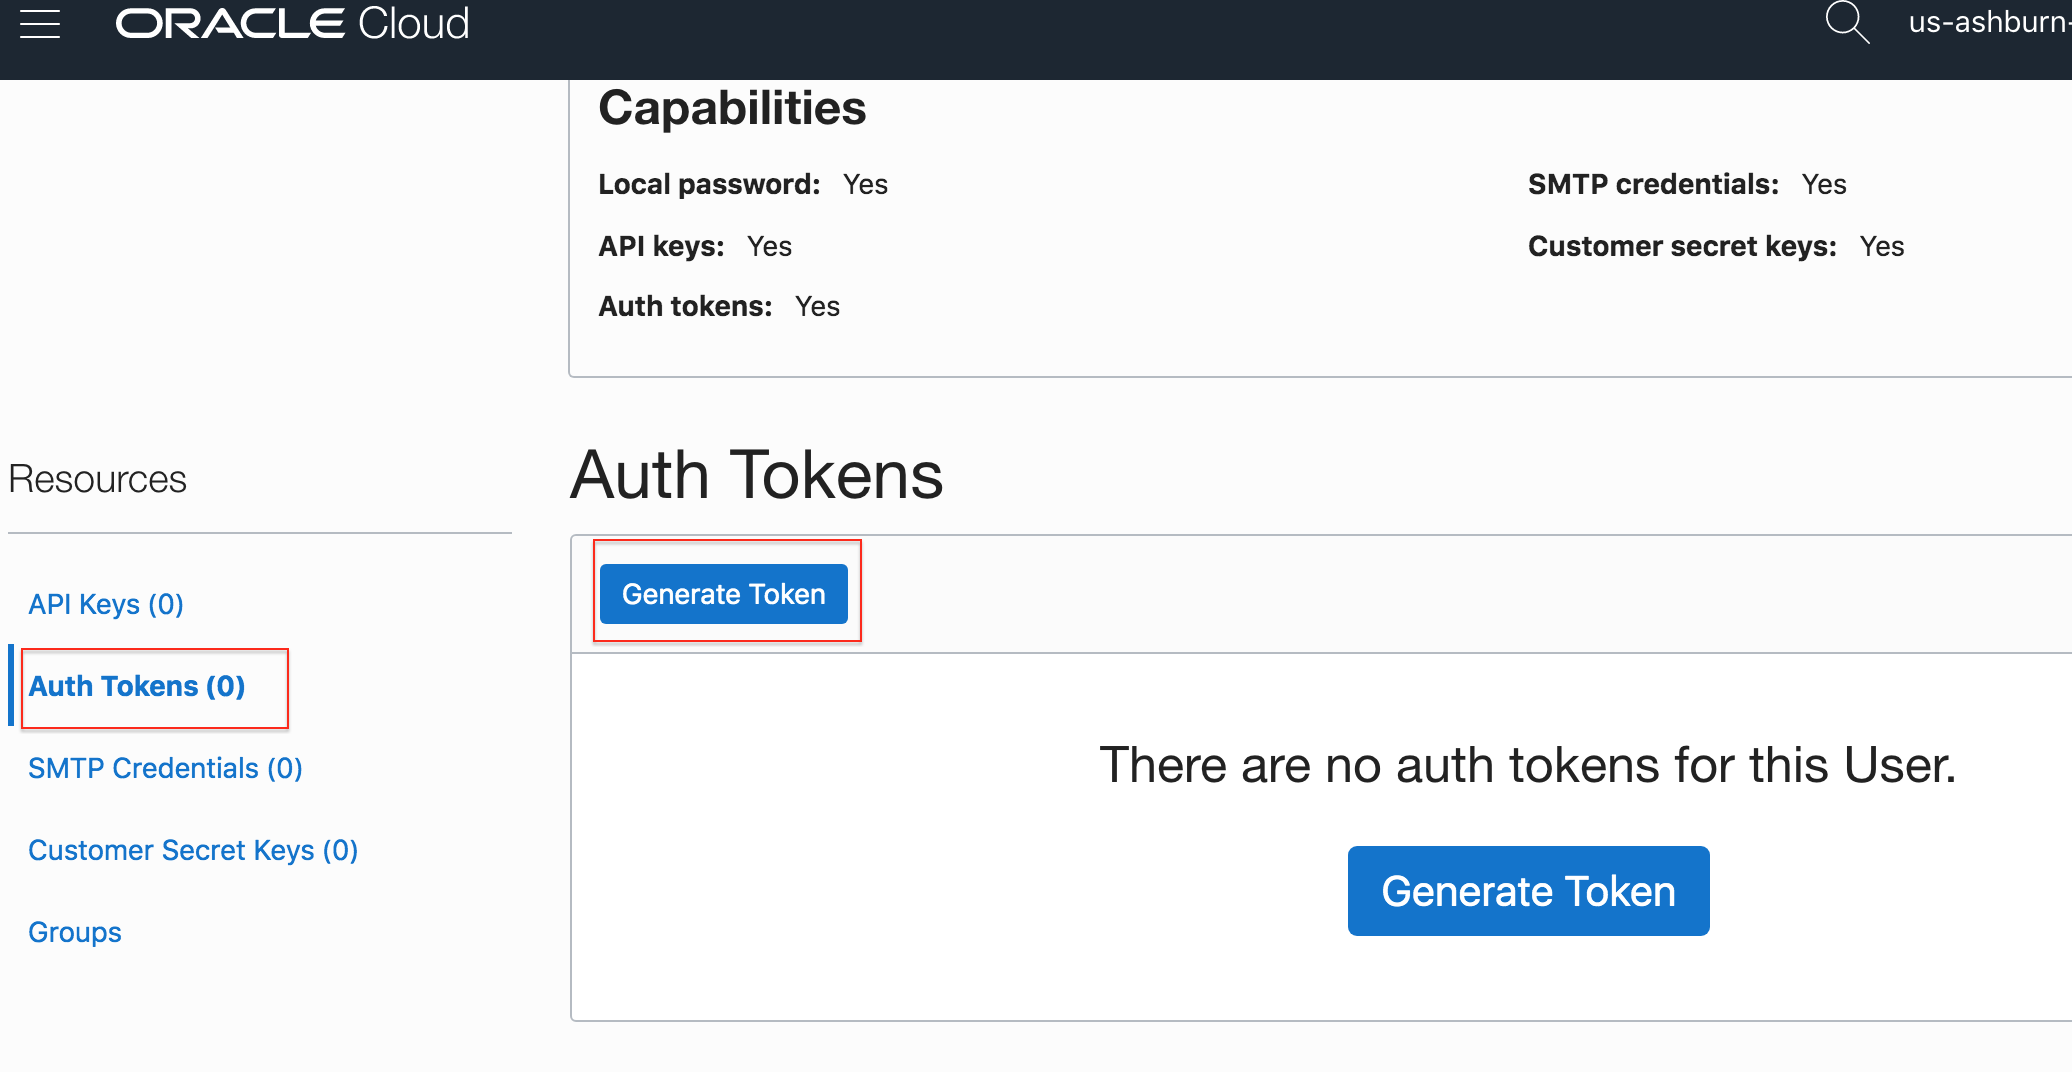 ORACLE Cloud
us-ashburn-
Capabilities
Local password: Yes
SMTP credentials: Yes
API keys: Yes
Customer secret keys: Yes
Auth tokens: Yes
Resources
API Keys (0)
Auth Tokens (0)
SMTP Credentials (0)
Customer Secret Keys (0)
Groups
Auth Tokens
Generate Token
There are no auth tokens for this User.
Generate Token